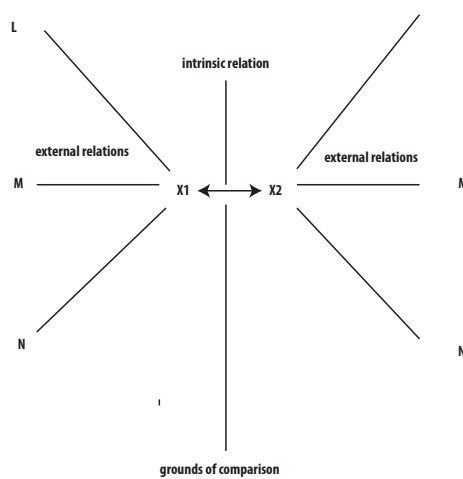 L
intrinsic relation
external relations
external relations
M
X1
X2
M
N
N
grounds of comparison